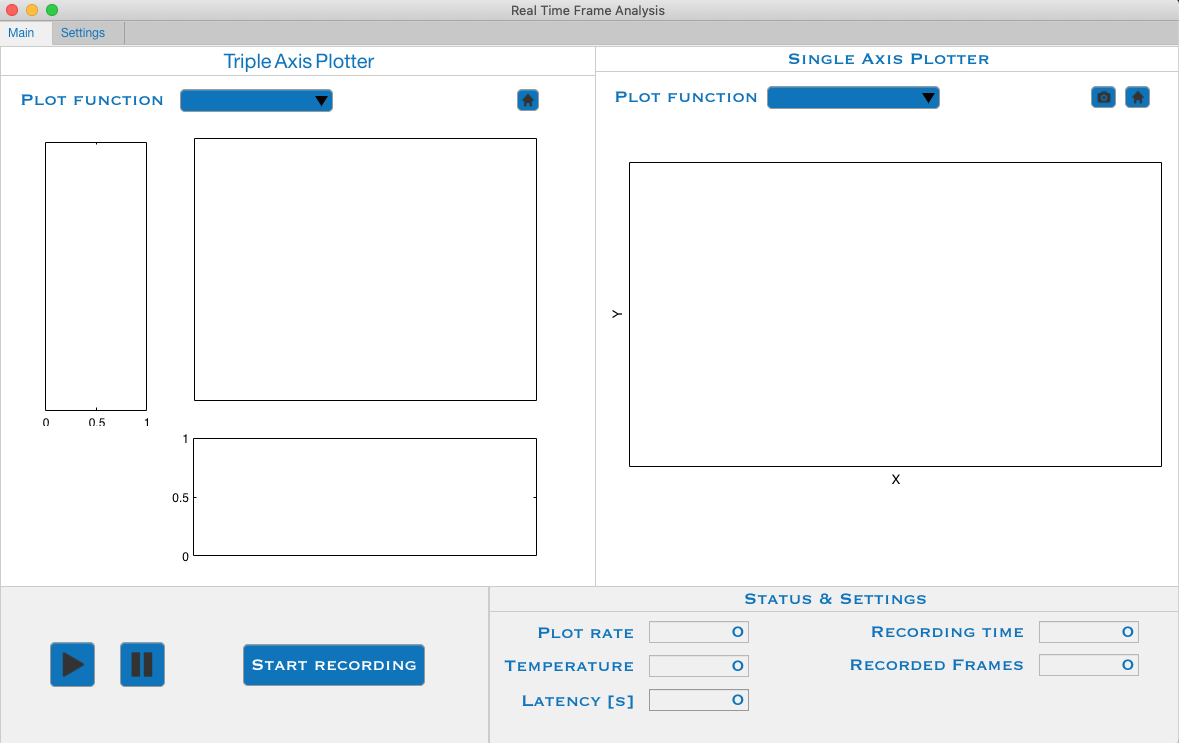 Real Time Frame Analysis
Main Settings
Triple Axis Plotter
Plot function
0 0.5 1
1
0.5
0
Single Axis Plotter
Plot function
Y
X
Start recording
Status & Settings
Plot rate 0
Temperature 0
Latency [s] 0
Recording time 0
Recorded Frames 0